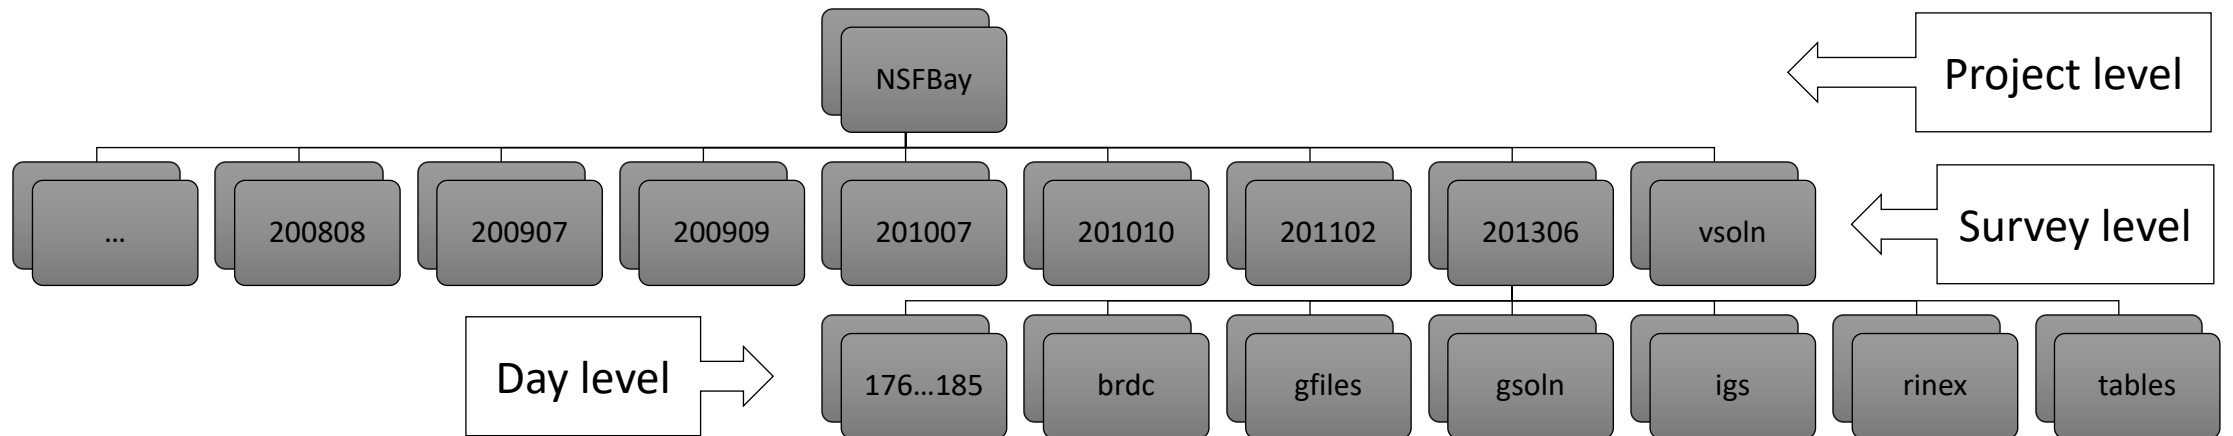 NSFBay
Project level
...
200808
200907
200909
201007
201010
201102
201306
vsoln
Survey level
Day level
176...185
brdc
gfiles
gsoln
igs
rinex
tables